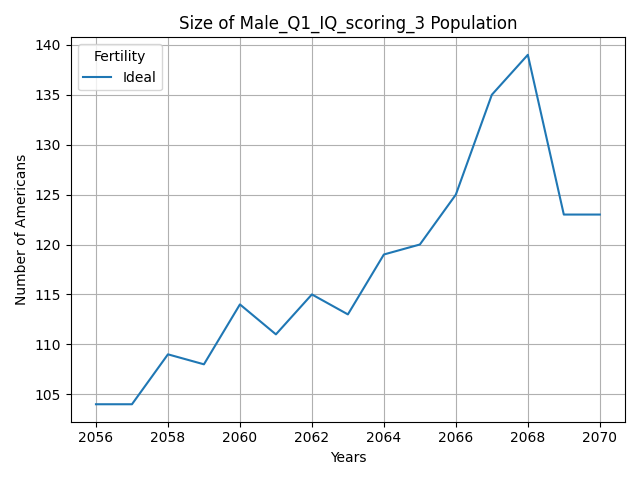 Size of Male_Q1_IQ_scoring_3 Population
Fertility
Ideal
Number of Americans
140
135
130
125
120
115
110
105
2056 2058 2060 2062 2064 2066 2068 2070
Years